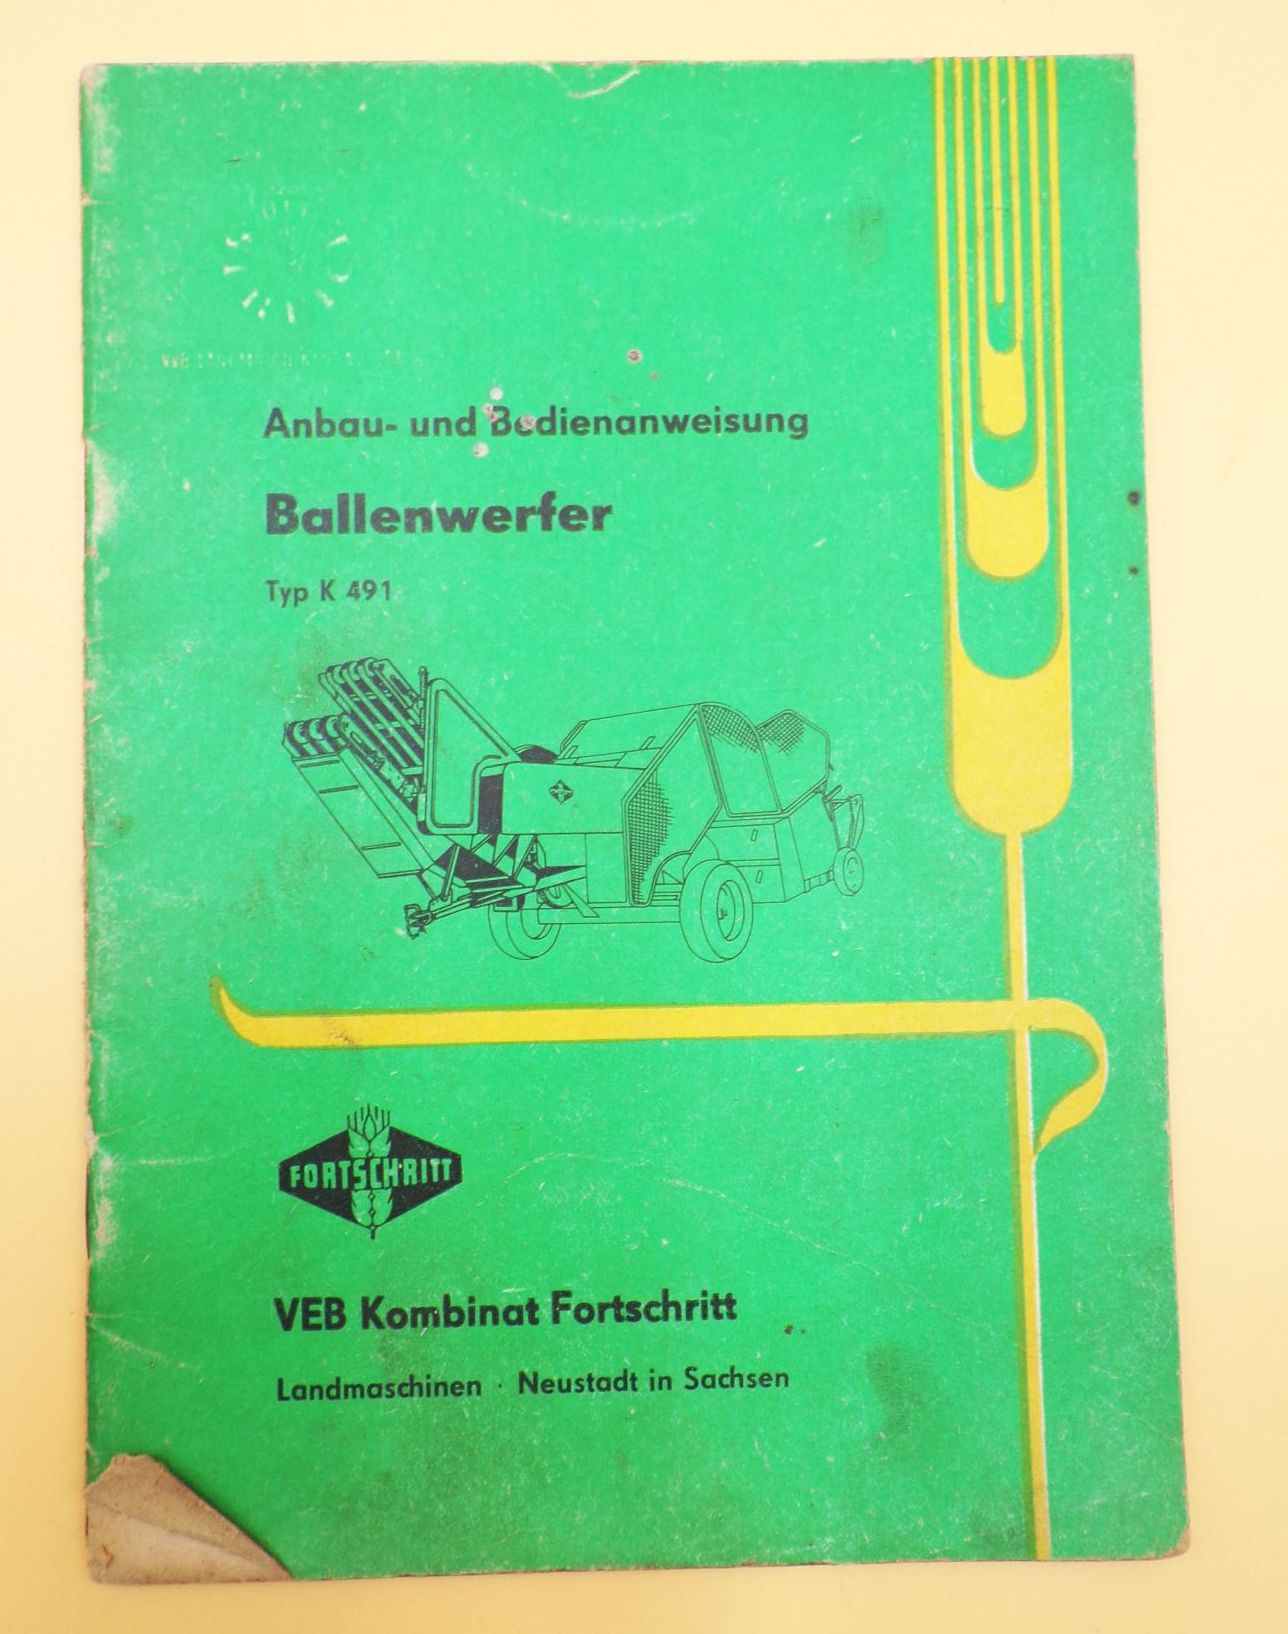 Anbau- und Bedienanweisung
Ballenwerfer
Typ K 491
FORTSCHRITT
VEB Kombinat Fortschritt
Landmaschinen · Neustadt in Sachsen